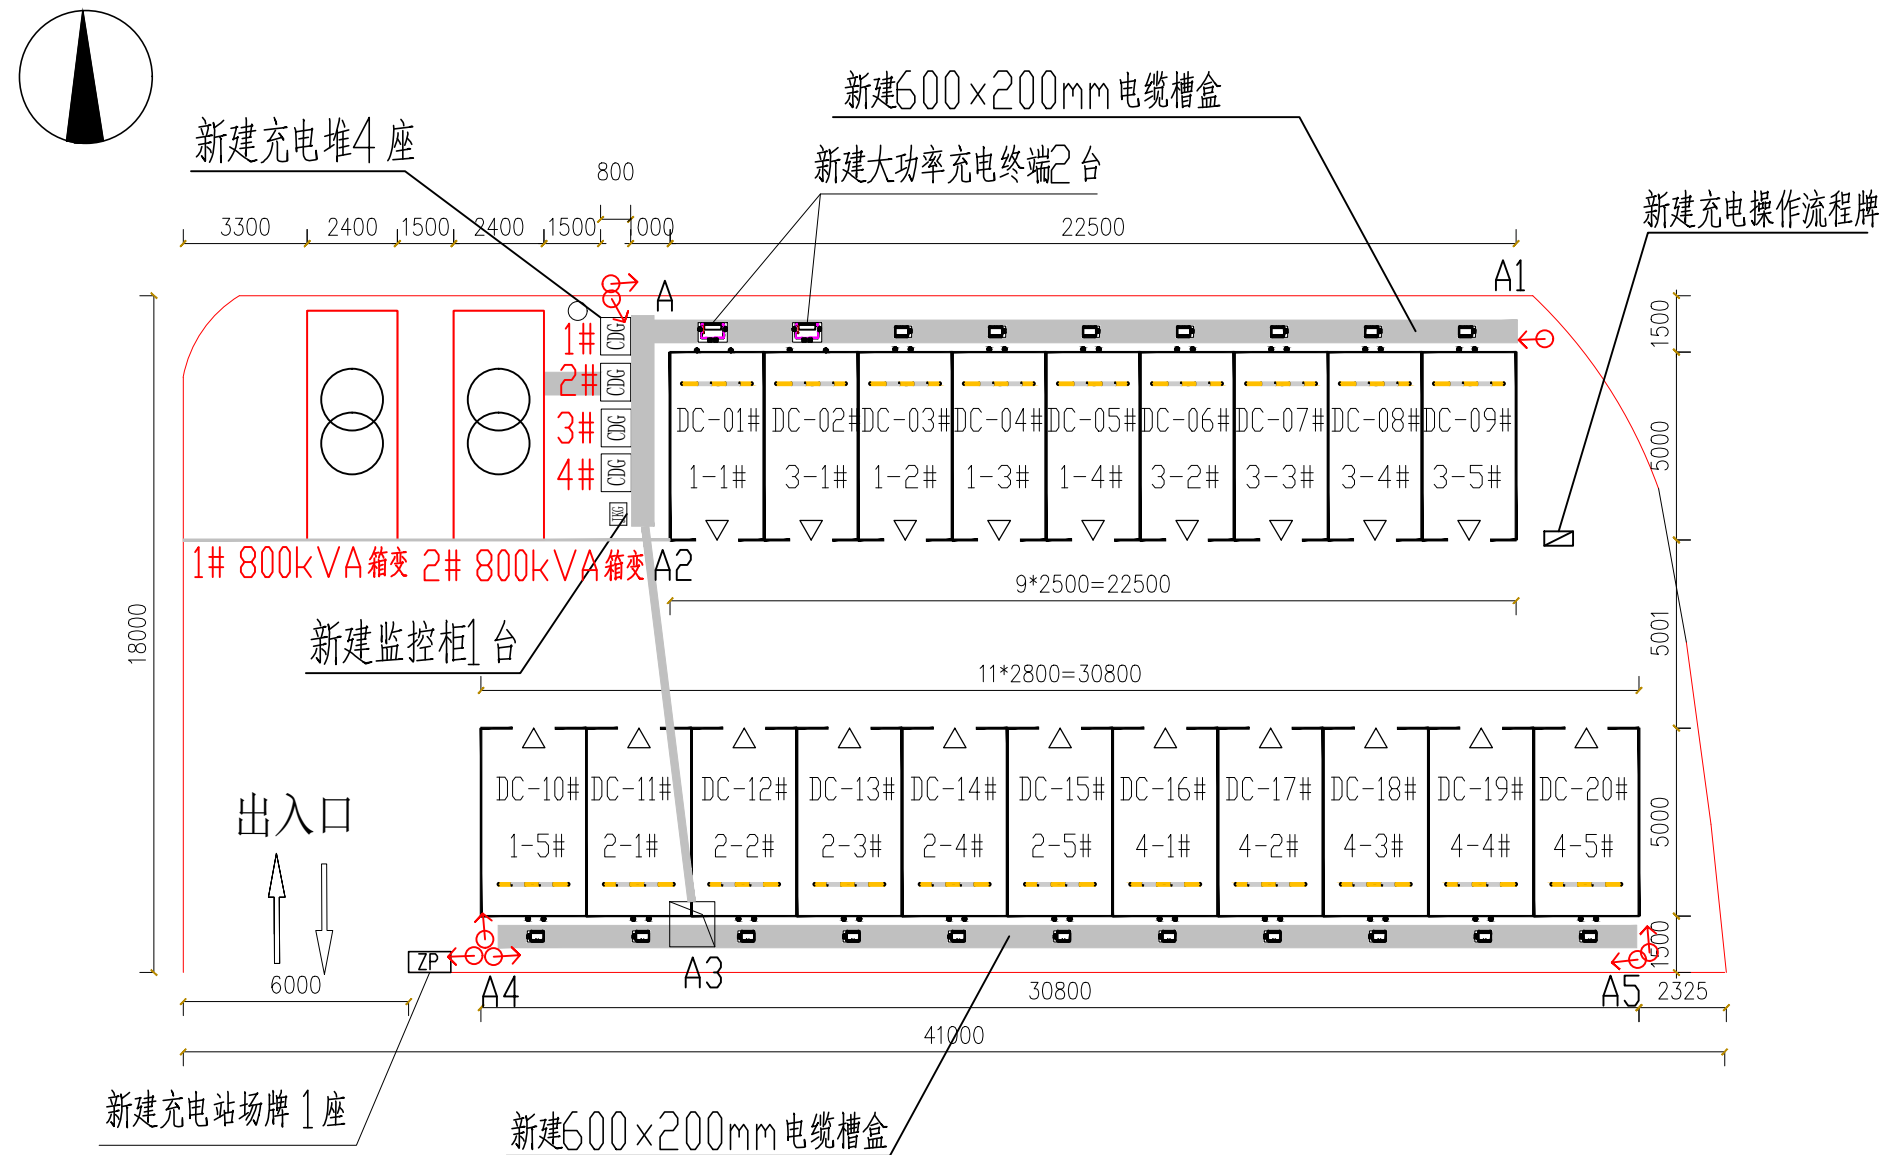 新建600×200mm电缆槽盒
新建充电堆4座
新建大功率充电终端2台
800
新建充电操作流程牌
3300 2400 1500 2400 1500 000 22500
A A1
1500
1# CDG
2# CDG
3# CDG
4# CDG
DC-01# DC-02# DC-03# DC-04# DC-05# DC-06# DC-07# DC-08# DC-09#
5000
1-1# 3-1# 1-2# 1-3# 1-4# 3-2# 3-3# 3-4# 3-5#
1# 800kVA箱变 2# 800kVA箱变 A2
9*2500=22500
18000
5001
新建监控柜1台
11*2800=30800
DC-10# DC-11# DC-12# DC-13# DC-14# DC-15# DC-16# DC-17# DC-18# DC-19# DC-20#
出入口
5000
1-5# 2-1# 2-2# 2-3# 2-4# 2-5# 4-1# 4-2# 4-3# 4-4# 4-5#
1500
ZP
A3
6000 A4 30800 A5 2325
41000
新建充电站场牌1座
新建600×200mm电缆槽盒